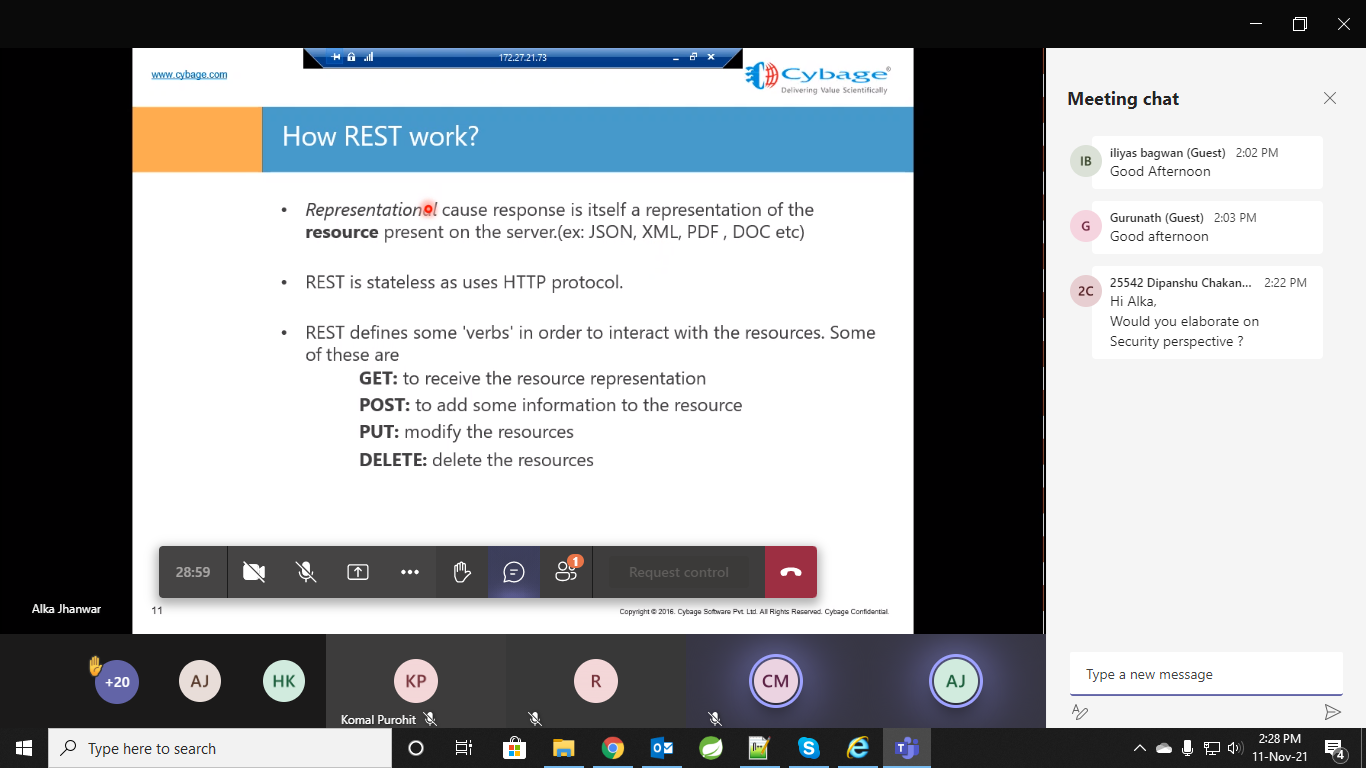 172.27.21.73
www.cybage.com
Cybage®
Delivering Value Scientifically
How REST work?
• Representational cause response is itself a representation of the
resource present on the server.(ex: JSON, XML, PDF , DOC etc)
• REST is stateless as uses HTTP protocol.
• REST defines some 'verbs' in order to interact with the resources. Some
of these are
GET: to receive the resource representation
POST: to add some information to the resource
PUT: modify the resources
DELETE: delete the resources
28:59
1
Request control
Alka Jhanwar
11
Copyright © 2016. Cybage Software Pvt. Ltd. All Rights Reserved. Cybage Confidential.
+20
AJ
HK
KP
Komal Purohit
R
CM
AJ
Meeting chat
IB
iliyas bagwan (Guest) 2:02 PM
Good Afternoon
G
Gurunath (Guest) 2:03 PM
Good afternoon
2C
25542 Dipanshu Chakan... 2:22 PM
Hi Alka,
Would you elaborate on
Security perspective ?
Type a new message
Type here to search
2:28 PM
11-Nov-21
4